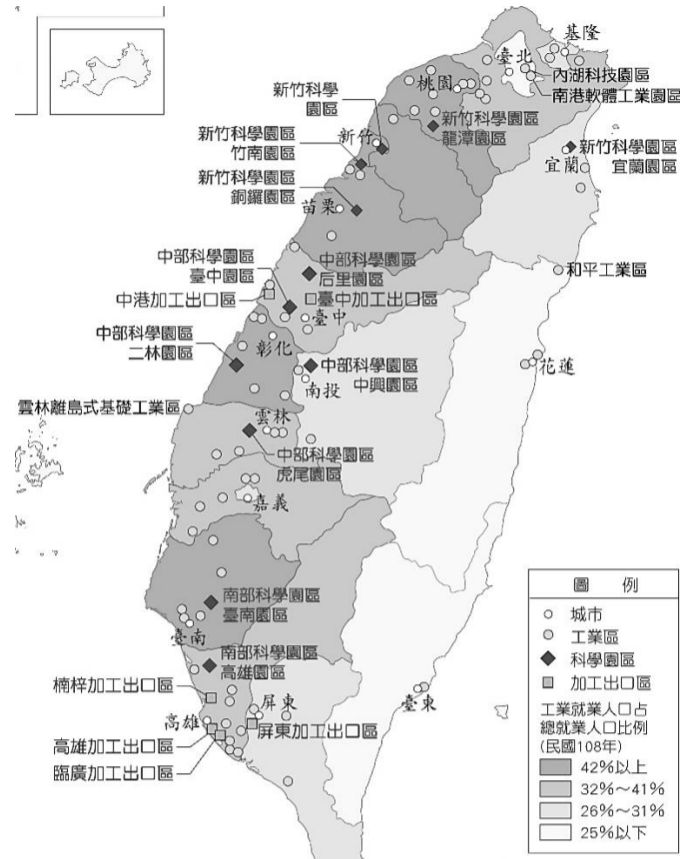 基隆
臺北
內湖科技園區
南港軟體工業園區
桃園
新竹科學
園區
新竹科學園區
龍潭園區
新竹
新竹科學園區
竹南園區
新竹科學園區
宜蘭園區
宜蘭
新竹科學園區
銅鑼園區
苗栗
中部科學園區
臺中園區
中部科學園區
后里園區
和平工業區
中港加工出口區
臺中加工出口區
臺中
中部科學園區
二林園區
彰化
中部科學園區
中興園區
南投
花蓮
雲林離島式基礎工業區
雲林
中部科學園區
虎尾園區
嘉義
南部科學園區
臺南園區
臺南
南部科學園區
高雄園區
楠梓加工出口區
高雄
屏東
屏東加工出口區
臺東
高雄加工出口區
臨廣加工出口區
圖 例
城市
工業區
科學園區
加工出口區
工業就業人口占
總就業人口比例
(民國108年)
42%以上
32%～41%
26%～31%
25%以下